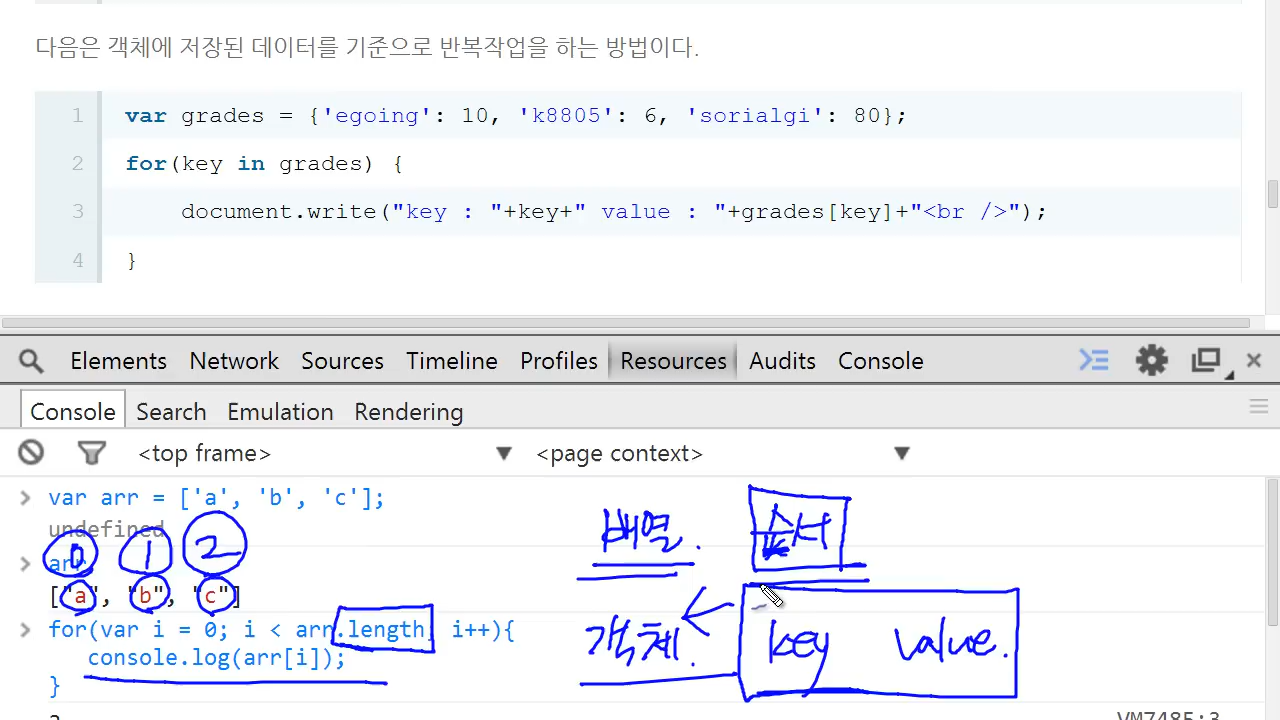 다음은 객체에 저장된 데이터를 기준으로 반복작업을 하는 방법이다.
1 var grades = {'egoing': 10, 'k8805': 6, 'sorialgi': 80};
2 for(key in grades) {
3 document.write("key : "+key+" value : "+grades[key]+"<br />");
4 }
Elements Network Sources Timeline Profiles Resources Audits Console
Console Search Emulation Rendering
<top frame> <page context>
> var arr = ['a', 'b', 'c'];
undefined
배열. 순서
0 1 2
> arr
["a", "b", "c"]
> for(var i = 0; i < arr.length i++){
console.log(arr[i]);
}
객체. key value.
VM7485:3